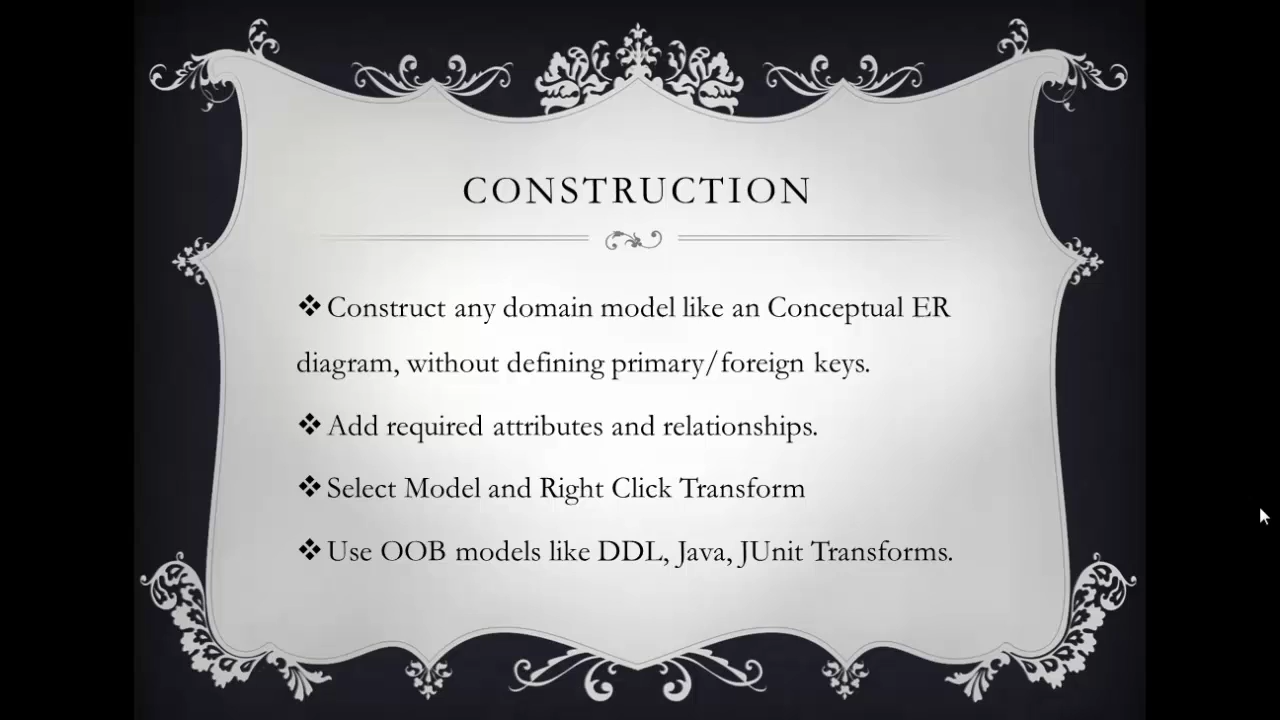 CONSTRUCTION
❖ Construct any domain model like an Conceptual ER
diagram, without defining primary/foreign keys.
❖ Add required attributes and relationships.
❖ Select Model and Right Click Transform
❖ Use OOB models like DDL, Java, JUnit Transforms.